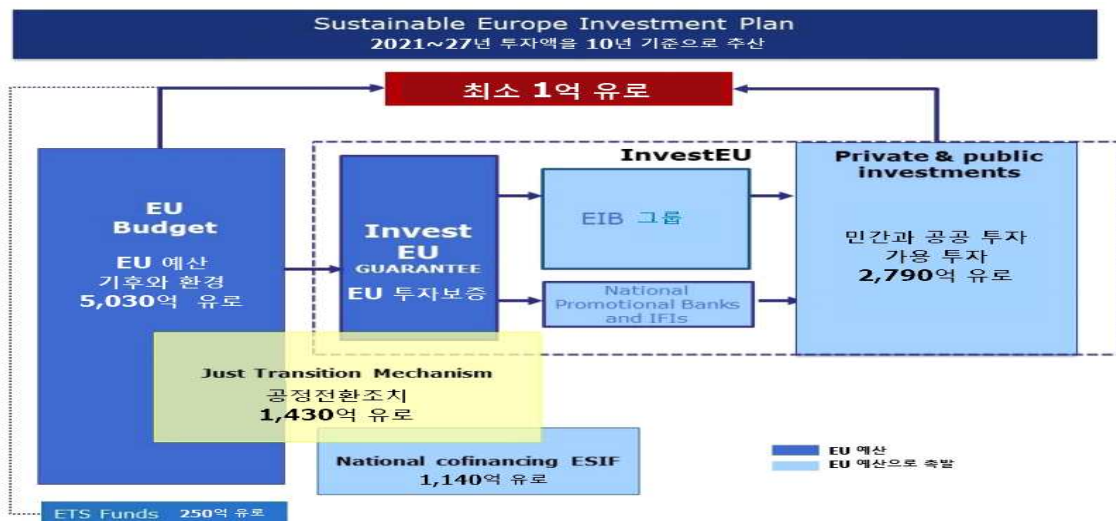 Sustainable Europe Investment Plan
2021~27년 투자액을 10년 기준으로 추산
최소 1억 유로
EU
Budget
EU 예산
기후와 환경
5,030억 유로
InvestEU
Invest
EU
GUARANTEE
EU 투자보증
EIB 그룹
National
Promotional Banks
and IFIs
Private & public
investments
민간과 공공 투자
가용 투자
2,790억 유로
Just Transition Mechanism
공정전환조치
1,430억 유로
National cofinancing ESIF
1,140억 유로
EU 예산
EU 예산으로 촉발
ETS Funds 250억 유로